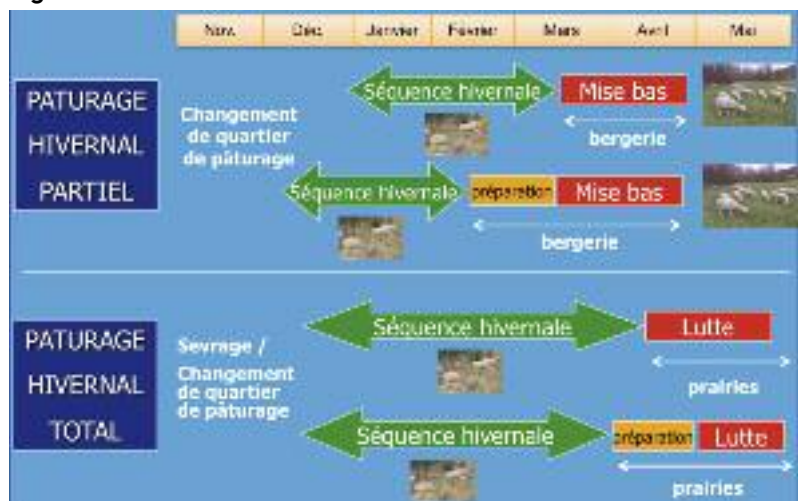 Nov. Déc. Janvier Février Mars Avril Mai
PATURAGE
HIVERNAL
PARTIEL
Changement
de quartier
de pâturage
Séquence hivernale
Mise bas
bergerie
Séquence hivernale
préparation
Mise bas
bergerie
PATURAGE
HIVERNAL
TOTAL
Sevrage /
Changement
de quartier
de pâturage
Séquence hivernale
Lutte
prairies
Séquence hivernale
préparation
Lutte
prairies